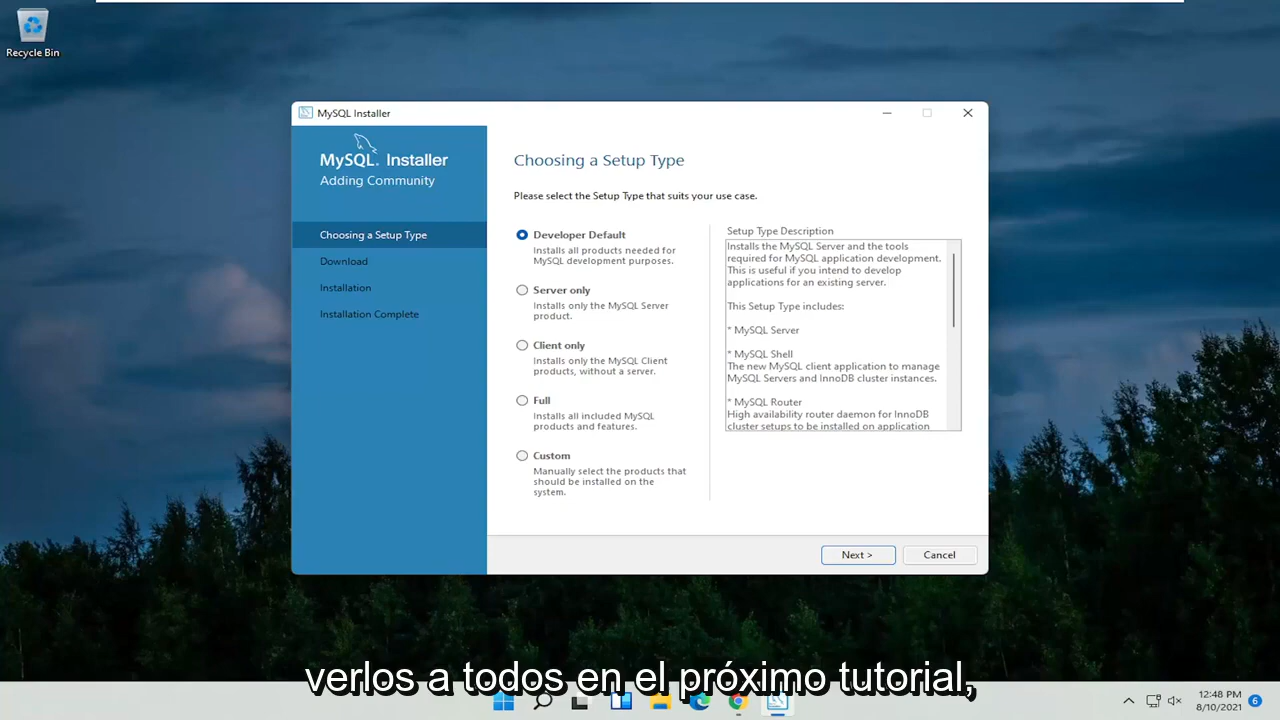 Recycle Bin
MySQL Installer
MySQL. Installer
Adding Community
Choosing a Setup Type
Download
Installation
Installation Complete
Choosing a Setup Type
Please select the Setup Type that suits your use case.
Developer Default
Installs all products needed for
MySQL development purposes.
Server only
Installs only the MySQL Server
product.
Client only
Installs only the MySQL Client
products, without a server.
Full
Installs all included MySQL
products and features.
Custom
Manually select the products that
should be installed on the
system.
Setup Type Description
Installs the MySQL Server and the tools
required for MySQL application development.
This is useful if you intend to develop
applications for an existing server.
This Setup Type includes:
* MySQL Server
* MySQL Shell
The new MySQL client application to manage
MySQL Servers and InnoDB cluster instances.
* MySQL Router
High availability router daemon for InnoDB
cluster setups to be installed on application
Next >
Cancel
verlos a todos en el próximo tutorial,
12:48 PM
8/10/2021
6